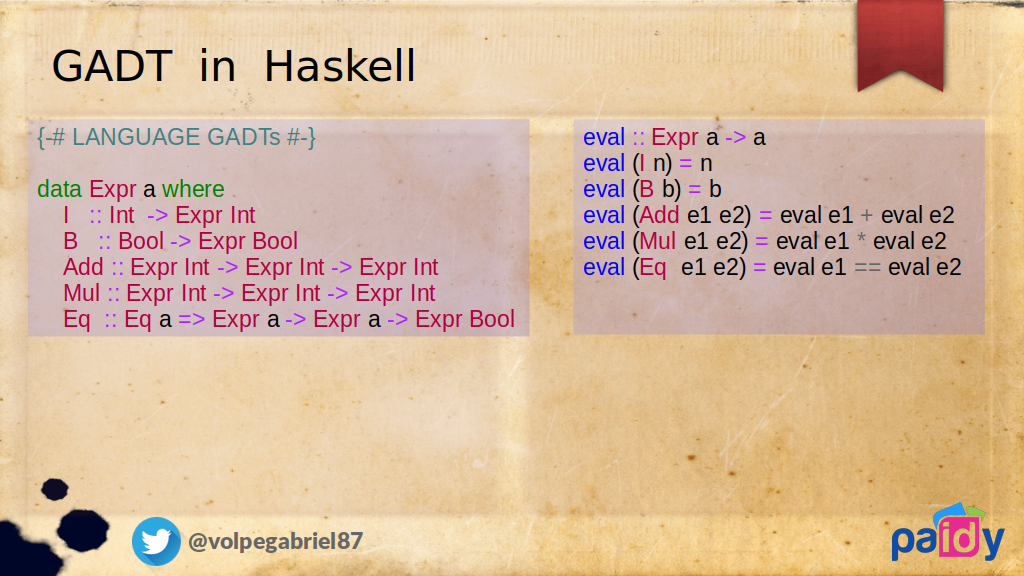 GADT in Haskell
{-# LANGUAGE GADTs #-}
data Expr a where
I :: Int -> Expr Int
B :: Bool -> Expr Bool
Add :: Expr Int -> Expr Int -> Expr Int
Mul :: Expr Int -> Expr Int -> Expr Int
Eq :: Eq a => Expr a -> Expr a -> Expr Bool
eval :: Expr a -> a
eval (I n) = n
eval (B b) = b
eval (Add e1 e2) = eval e1 + eval e2
eval (Mul e1 e2) = eval e1 * eval e2
eval (Eq e1 e2) = eval e1 == eval e2
@volpegabriel87
paidy